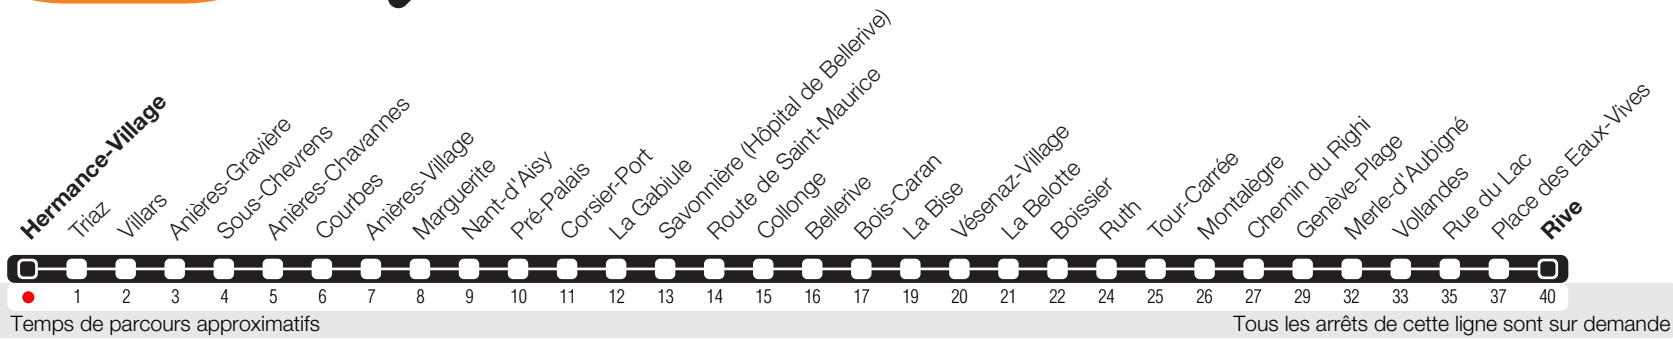 Hermance-Village
Triaz
Villars
Anières-Gravière
Sous-Chevrens
Anières-Chavannes
Courbes
Anières-Village
Marguerite
Nant-d'Aisy
Pré-Palais
Corsier-Port
La Gabiule
Savonnière (Hôpital de Bellerive)
Route de Saint-Maurice
Collonge
Bellerive
Bois-Caran
La Bise
Vésenaz-Village
La Belotte
Boissier
Ruth
Tour-Carrée
Montalègre
Chemin du Righi
Genève-Plage
Merle-d'Aubigné
Vollandes
Rue du Lac
Place des Eaux-Vives
Rive
1 2 3 4 5 6 7 8 9 10 11 12 13 14 15 16 17 19 20 21 22 24 25 26 27 29 32 33 35 37 40
Temps de parcours approximatifs
Tous les arrêts de cette ligne sont sur demande